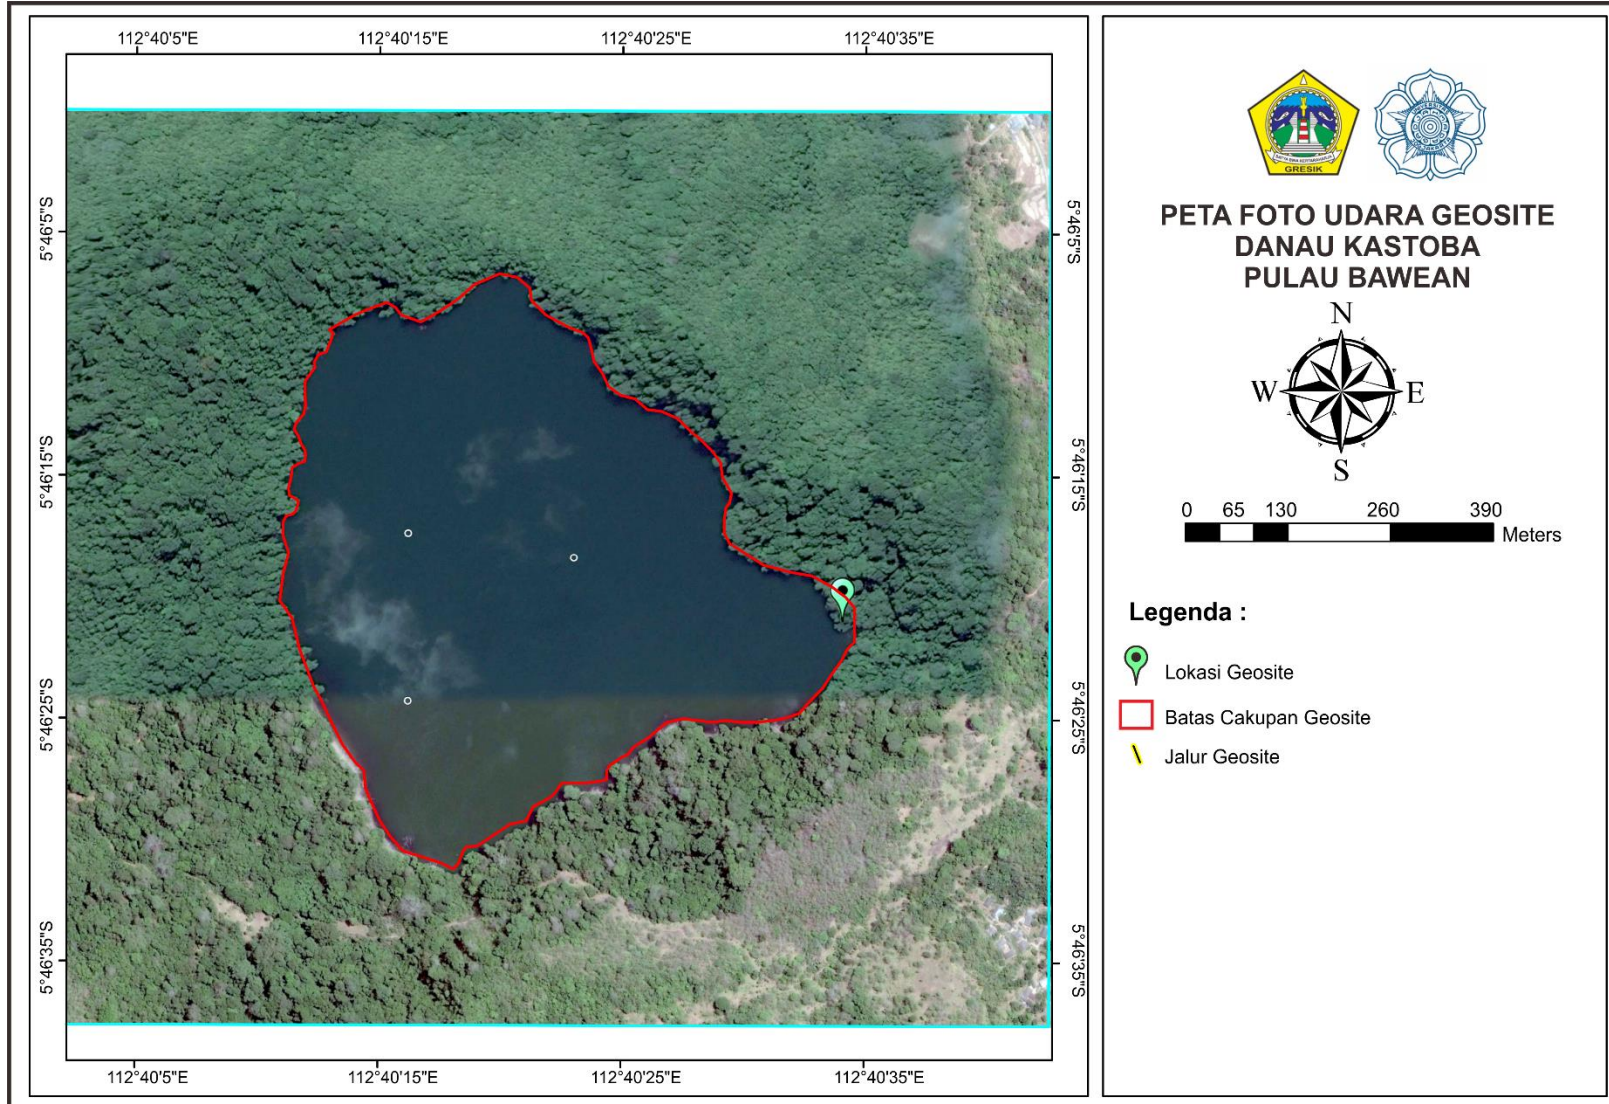 112°40'5"E 112°40'15"E 112°40'25"E 112°40'35"E
5°46'5"S
5°46'15"S
5°46'25"S
5°46'35"S
5°46'5"S
5°46'15"S
5°46'25"S
5°46'35"S
112°40'5"E 112°40'15"E 112°40'25"E 112°40'35"E
GRESIK
PETA FOTO UDARA GEOSITE
DANAU KASTOBA
PULAU BAWEAN
N
W E
S
0 65 130 260 390
Meters
Legenda :
Lokasi Geosite
Batas Cakupan Geosite
Jalur Geosite